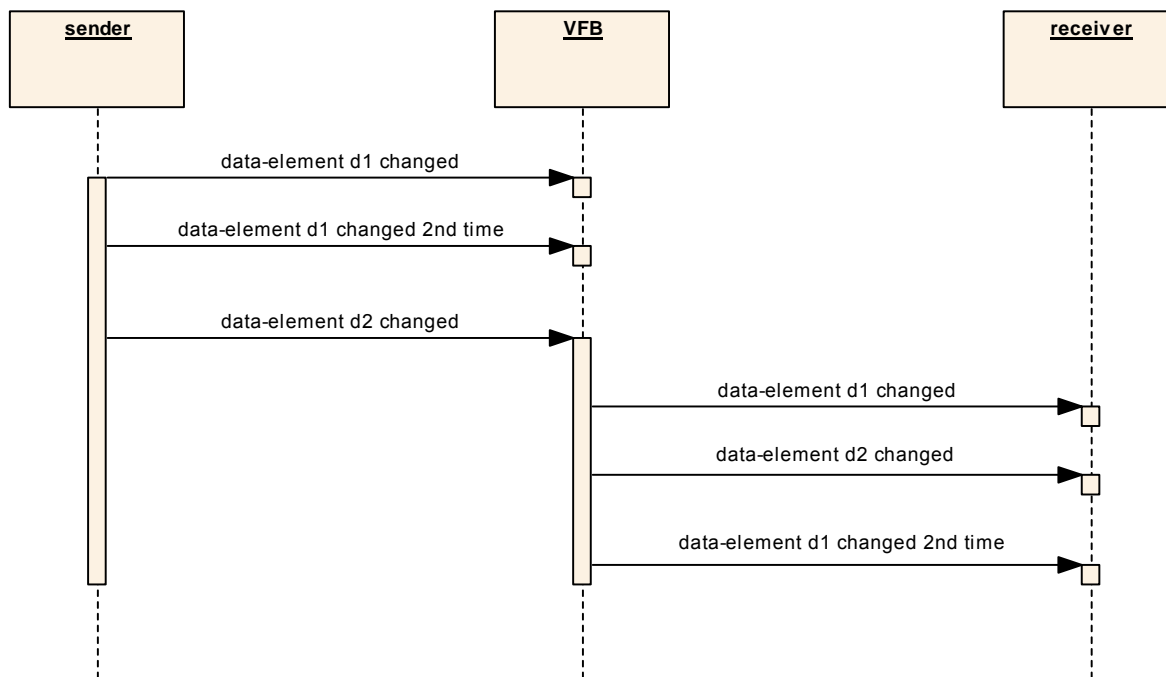 sender
VFB
receiver
data-element d1 changed
data-element d1 changed 2nd time
data-element d2 changed
data-element d1 changed
data-element d2 changed
data-element d1 changed 2nd time